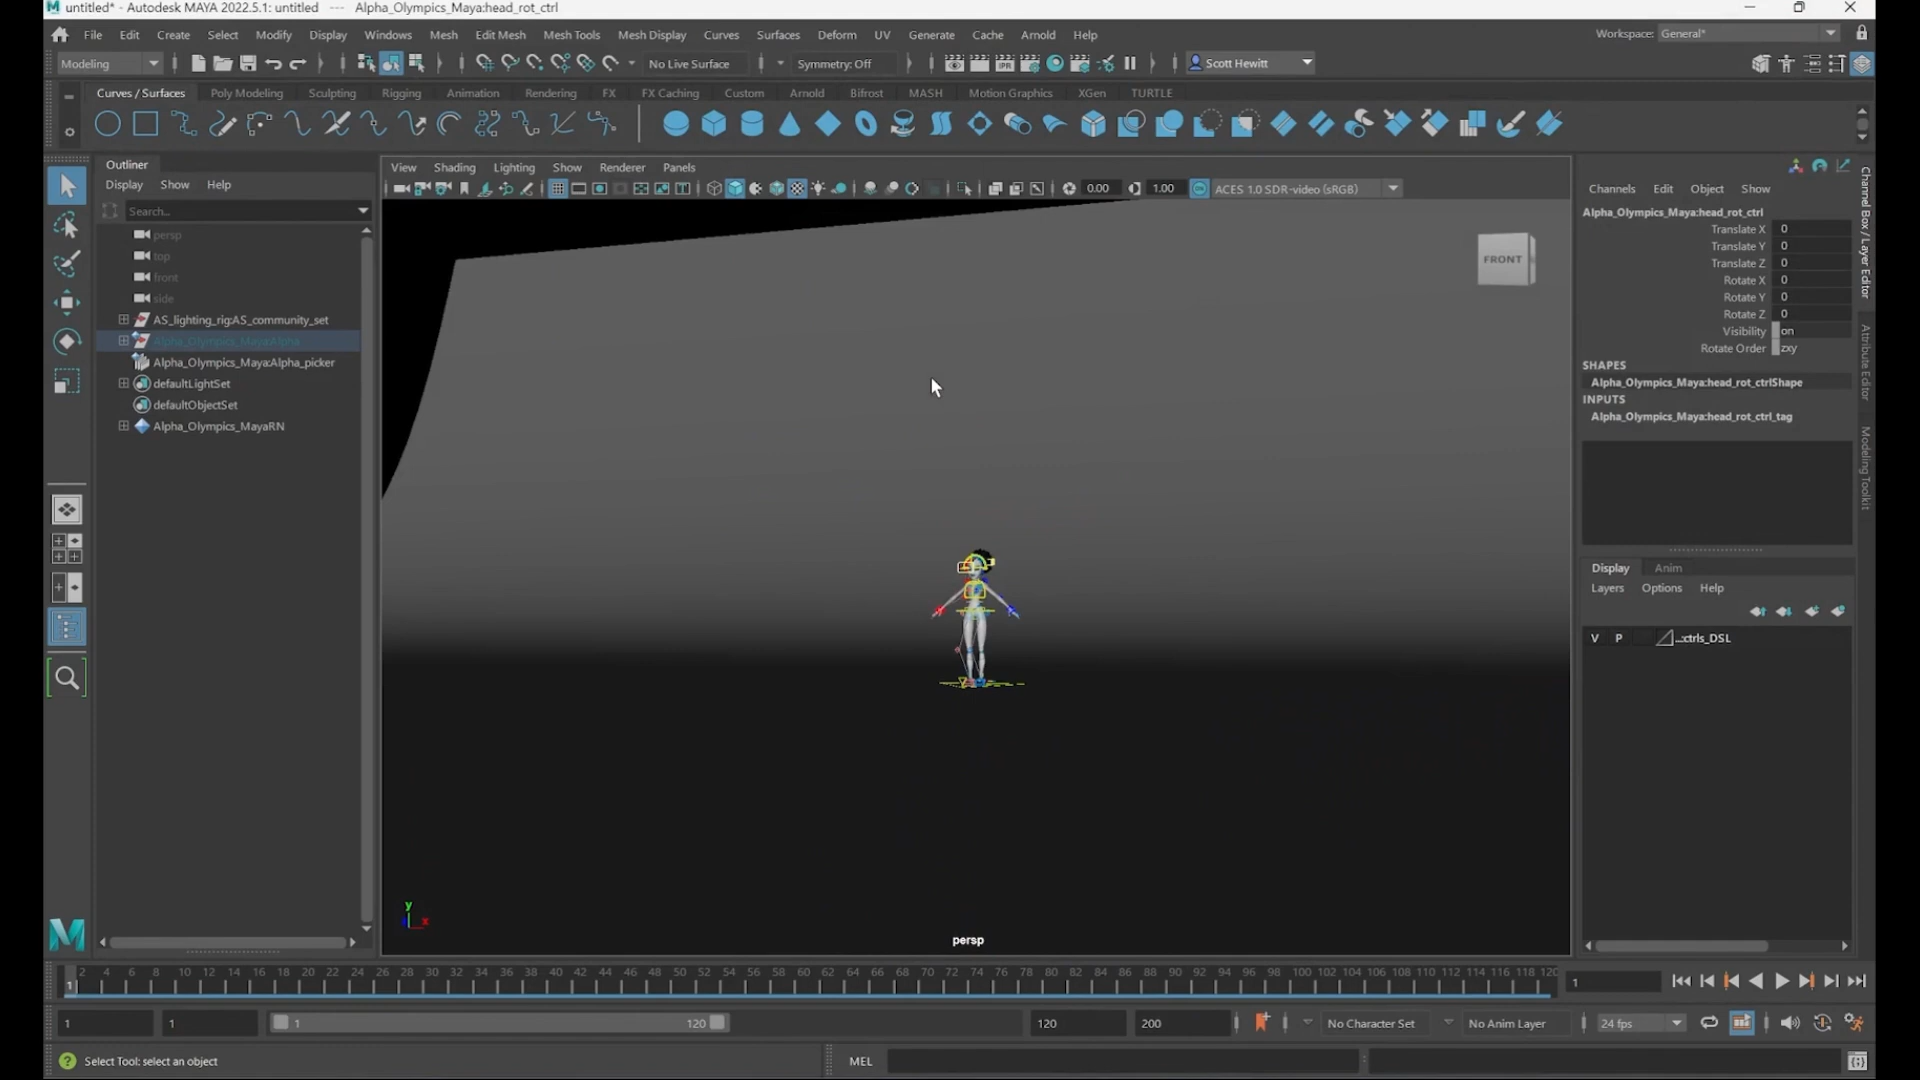 untitled* - Autodesk MAYA 2022.5.1: untitled --- Alpha_Olympics_Maya:head_rot_ctrl
File Edit Create Select Modify Display Windows Mesh Edit Mesh Mesh Tools Mesh Display Curves Surfaces Deform UV Generate Cache Arnold Help
Workspace: General*
Modeling
No Live Surface
Symmetry: Off
Scott Hewitt
Curves / Surfaces Poly Modeling Sculpting Rigging Animation Rendering FX FX Caching Custom Arnold Bifrost MASH Motion Graphics XGen TURTLE
Outliner
Display Show Help
Search...
persp
top
front
side
AS_lighting_rig:AS_community_set
Alpha_Olympics_Maya:Alpha
Alpha_Olympics_Maya:Alpha_picker
defaultLightSet
defaultObjectSet
Alpha_Olympics_MayaRN
View Shading Lighting Show Renderer Panels
0.00 1.00 ACES 1.0 SDR-video (sRGB)
FRONT
y
x
persp
Channels Edit Object Show
Alpha_Olympics_Maya:head_rot_ctrl
Translate X 0
Translate Y 0
Translate Z 0
Rotate X 0
Rotate Y 0
Rotate Z 0
Visibility on
Rotate Order zxy
SHAPES
Alpha_Olympics_Maya:head_rot_ctrlShape
INPUTS
Alpha_Olympics_Maya:head_rot_ctrl_tag
Channel Box / Layer Editor
Attribute Editor
Modeling Toolkit
Display Anim
Layers Options Help
V P ...:ctrls_DSL
2 4 6 8 10 12 14 16 18 20 22 24 26 28 30 32 34 36 38 40 42 44 46 48 50 52 54 56 58 60 62 64 66 68 70 72 74 76 78 80 82 84 86 88 90 92 94 96 98 100 102 104 106 108 110 112 114 116 118 120
1
1
1 1 1 120 120 200 No Character Set No Anim Layer 24 fps
Select Tool: select an object
MEL